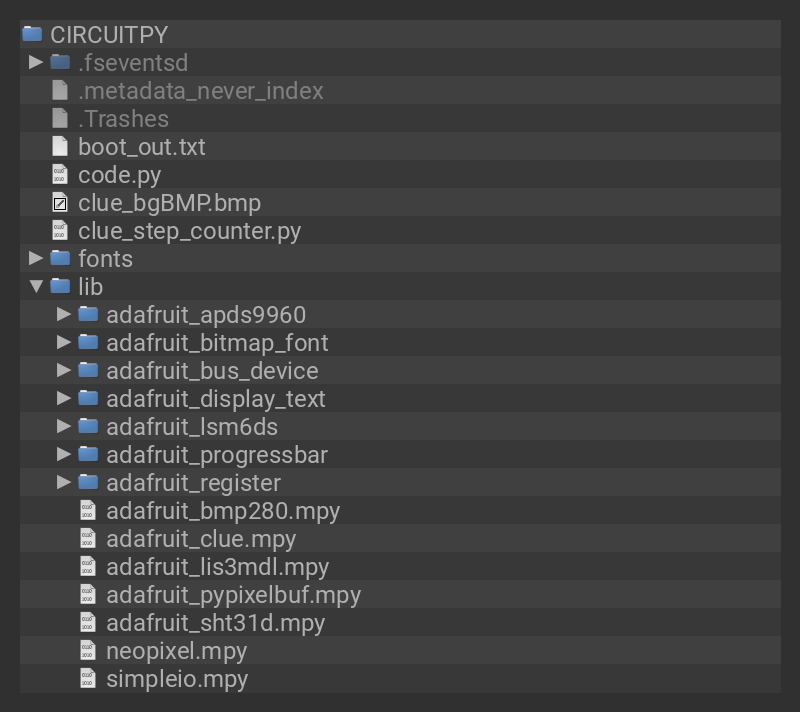 CIRCUITPY
.fseventsd
.metadata_never_index
.Trashes
boot_out.txt
code.py
clue_bgBMP.bmp
clue_step_counter.py
fonts
lib
adafruit_apds9960
adafruit_bitmap_font
adafruit_bus_device
adafruit_display_text
adafruit_lsm6ds
adafruit_progressbar
adafruit_register
adafruit_bmp280.mpy
adafruit_clue.mpy
adafruit_lis3mdl.mpy
adafruit_pypixelbuf.mpy
adafruit_sht31d.mpy
neopixel.mpy
simpleio.mpy